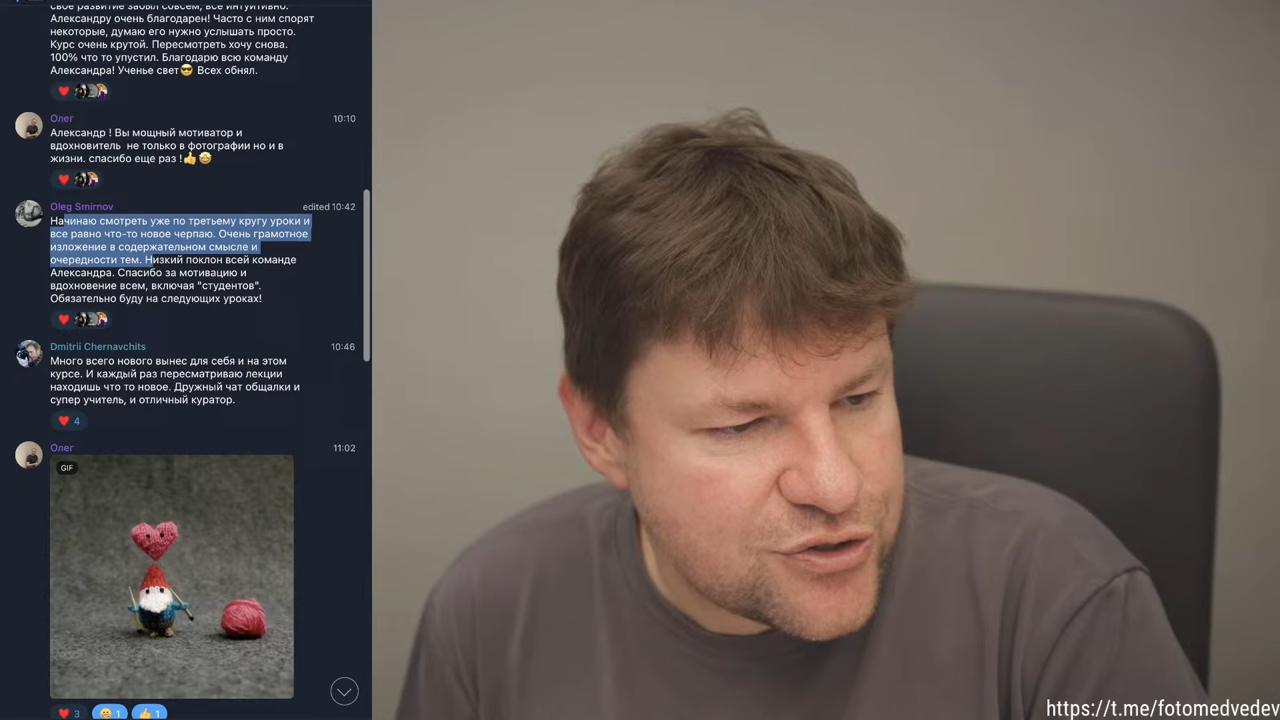 свое развитие забыл совсем, все интуитивно.
Александру очень благодарен! Часто с ним спорят
некоторые, думаю его нужно услышать просто.
Курс очень крутой. Пересмотреть хочу снова.
100% что то упустил. Благодарю всю команду
Александра! Ученье свет😎 Всех обнял.
Олег 10:10
Александр ! Вы мощный мотиватор и
вдохновитель  не только в фотографии но и в
жизни. спасибо еще раз !👍🤩
Oleg Smirnov edited 10:42
Начинаю смотреть уже по третьему кругу уроки и
все равно что-то новое черпаю. Очень грамотное
изложение в содержательном смысле и
очередности тем. Низкий поклон всей команде
Александра. Спасибо за мотивацию и
вдохновение всем, включая "студентов".
Обязательно буду на следующих уроках!
Dmitrii Chernavchits 10:46
Много всего нового вынес для себя и на этом
курсе. И каждый раз пересматриваю лекции
находишь что то новое. Дружный чат общалки и
супер учитель, и отличный куратор.
4
Олег 11:02
GIF
3 1 1
https://t.me/fotomedvedev